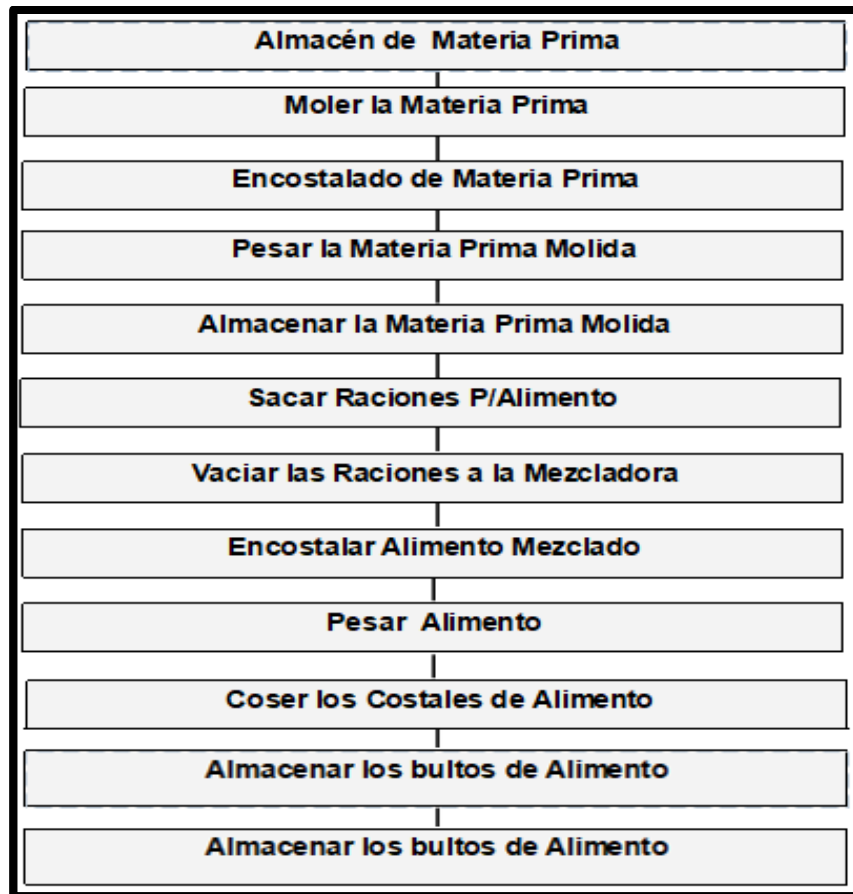 Almacén de Materia Prima
Moler la Materia Prima
Encostalado de Materia Prima
Pesar la Materia Prima Molida
Almacenar la Materia Prima Molida
Sacar Raciones P/Alimento
Vaciar las Raciones a la Mezcladora
Encostalar Alimento Mezclado
Pesar Alimento
Coser los Costales de Alimento
Almacenar los bultos de Alimento
Almacenar los bultos de Alimento